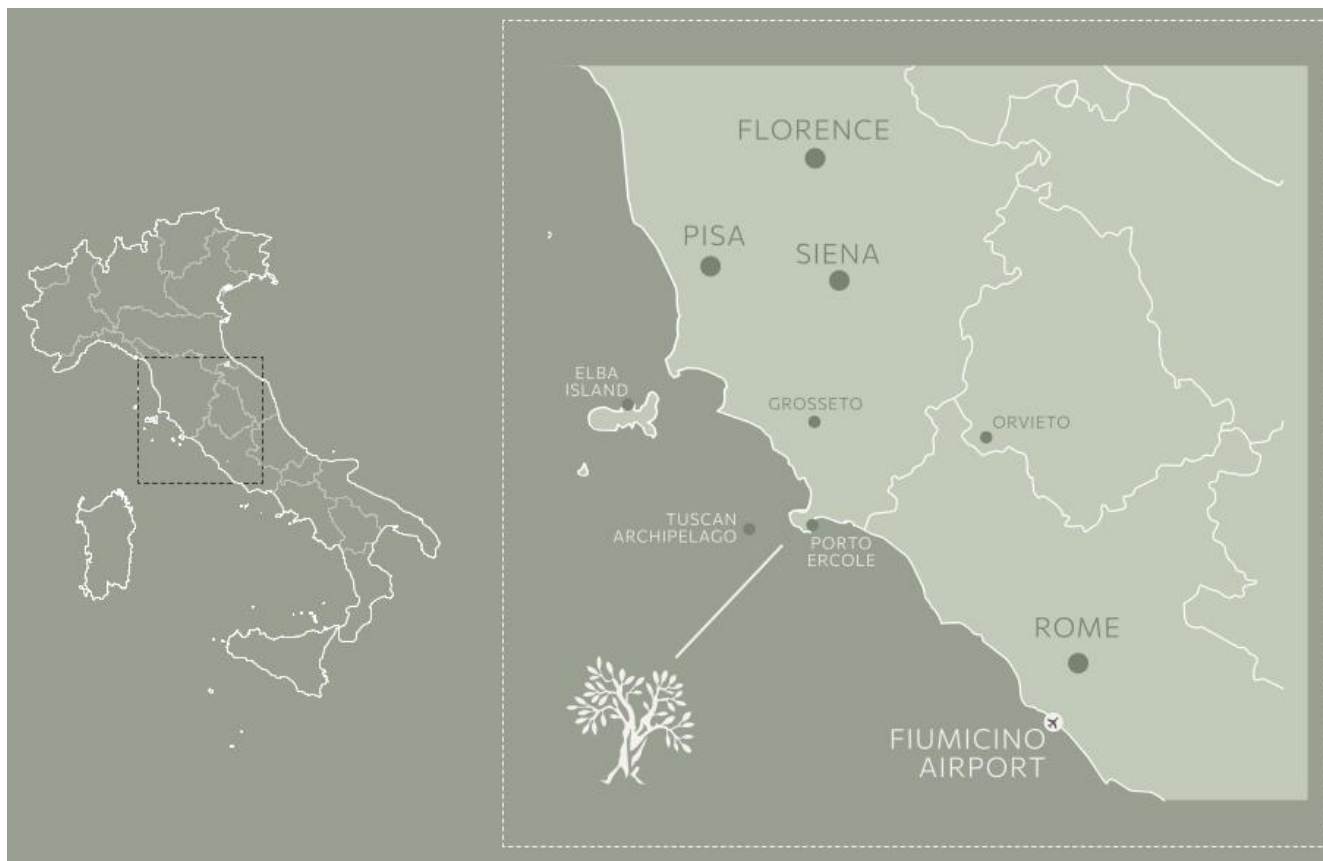 FLORENCE
PISA
SIENA
ELBA
ISLAND
GROSSETO
ORVIETO
TUSCAN
ARCHIPELAGO
PORTO
ERCOLE
ROME
FIUMICINO
AIRPORT